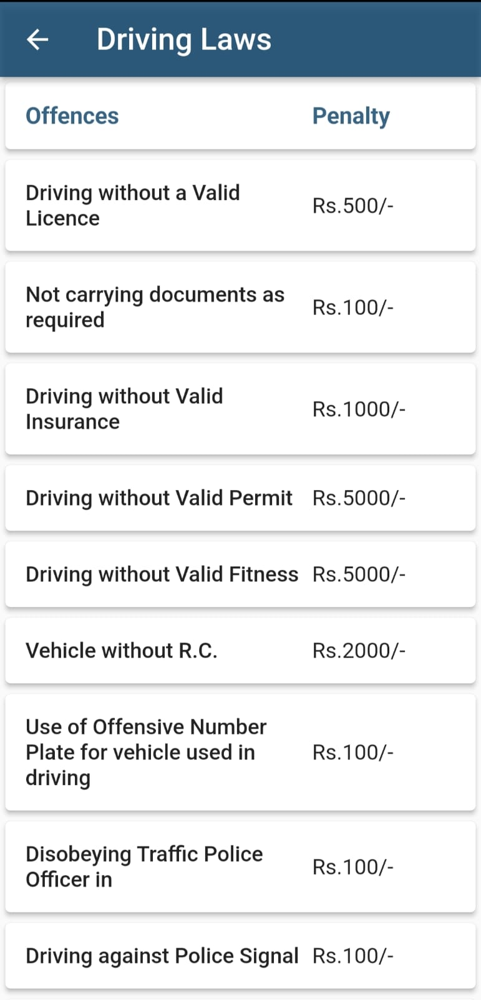 Driving Laws
Offences Penalty
Driving without a Valid
Licence
Rs.500/-
Not carrying documents as
required
Rs.100/-
Driving without Valid
Insurance
Rs.1000/-
Driving without Valid Permit Rs.5000/-
Driving without Valid Fitness Rs.5000/-
Vehicle without R.C. Rs.2000/-
Use of Offensive Number
Plate for vehicle used in
driving
Rs.100/-
Disobeying Traffic Police
Officer in
Rs.100/-
Driving against Police Signal Rs.100/-